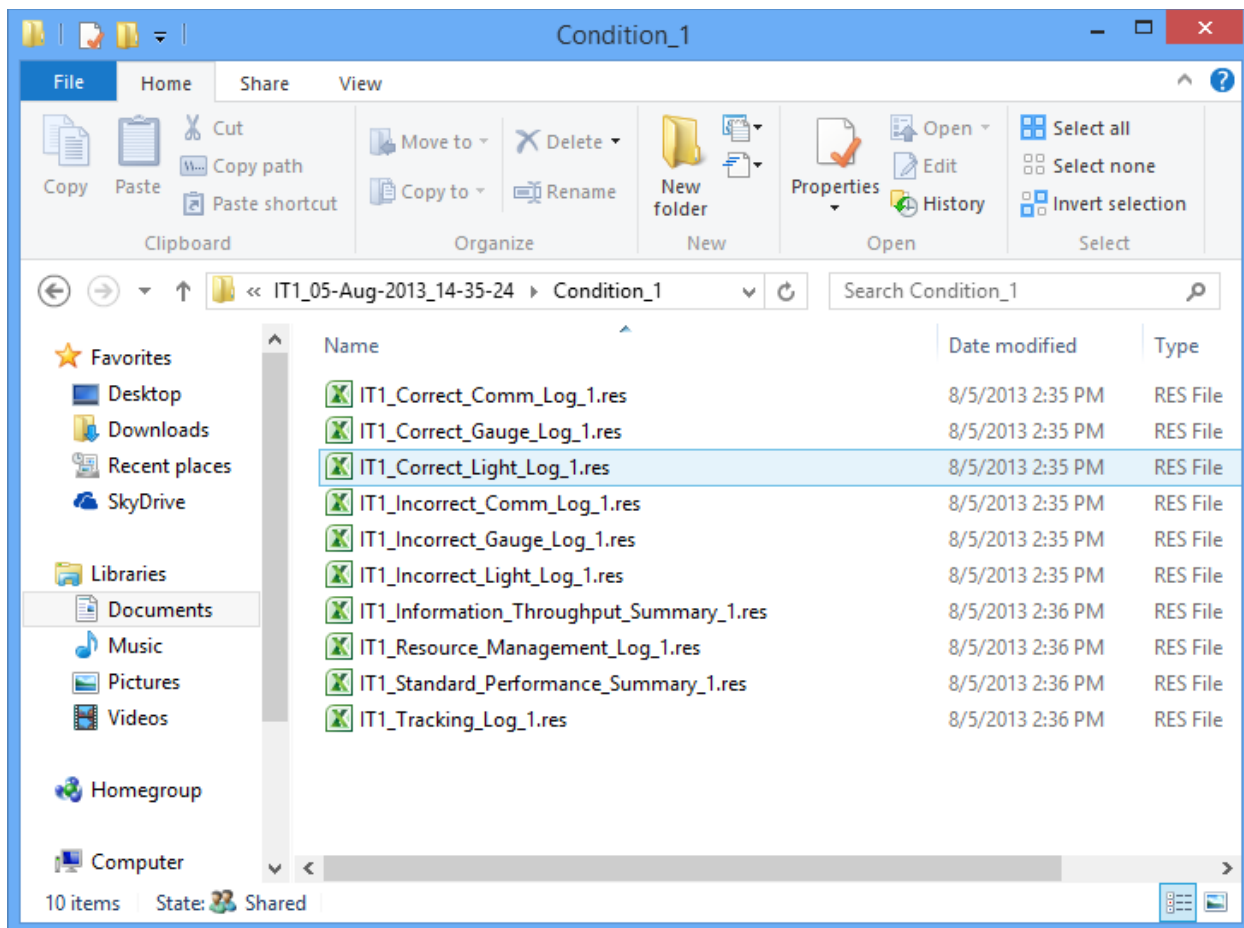 Condition_1
File Home Share View
Copy
Paste
Cut
Copy path
Paste shortcut
Clipboard
Move to
Copy to
Delete
Rename
Organize
New folder
New
Properties
Open
Edit
History
Open
Select all
Select none
Invert selection
Select
« IT1_05-Aug-2013_14-35-24 Condition_1
Search Condition_1
Favorites
Desktop
Downloads
Recent places
SkyDrive
Libraries
Documents
Music
Pictures
Videos
Homegroup
Computer
Name Date modified Type
IT1_Correct_Comm_Log_1.res 8/5/2013 2:35 PM RES File
IT1_Correct_Gauge_Log_1.res 8/5/2013 2:35 PM RES File
IT1_Correct_Light_Log_1.res 8/5/2013 2:35 PM RES File
IT1_Incorrect_Comm_Log_1.res 8/5/2013 2:35 PM RES File
IT1_Incorrect_Gauge_Log_1.res 8/5/2013 2:35 PM RES File
IT1_Incorrect_Light_Log_1.res 8/5/2013 2:35 PM RES File
IT1_Information_Throughput_Summary_1.res 8/5/2013 2:36 PM RES File
IT1_Resource_Management_Log_1.res 8/5/2013 2:36 PM RES File
IT1_Standard_Performance_Summary_1.res 8/5/2013 2:36 PM RES File
IT1_Tracking_Log_1.res 8/5/2013 2:36 PM RES File
10 items State: Shared